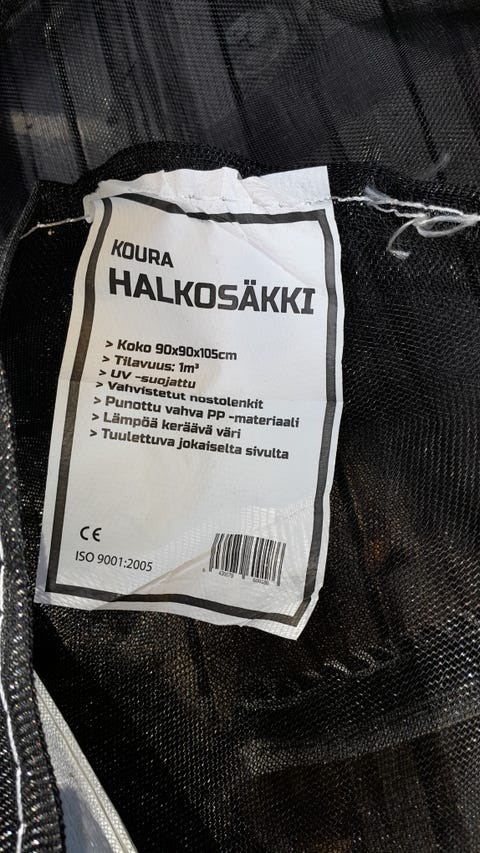 KOURA
HALKOSÄKKI
> Koko 90x90x105cm
> Tilavuus: 1m³
> UV -suojattu
> Vahvistetut nostolenkit
> Punottu vahva PP -materiaali
> Lämpöä keräävä väri
> Tuulettuva jokaiselta sivulta
CE
ISO 9001:2005